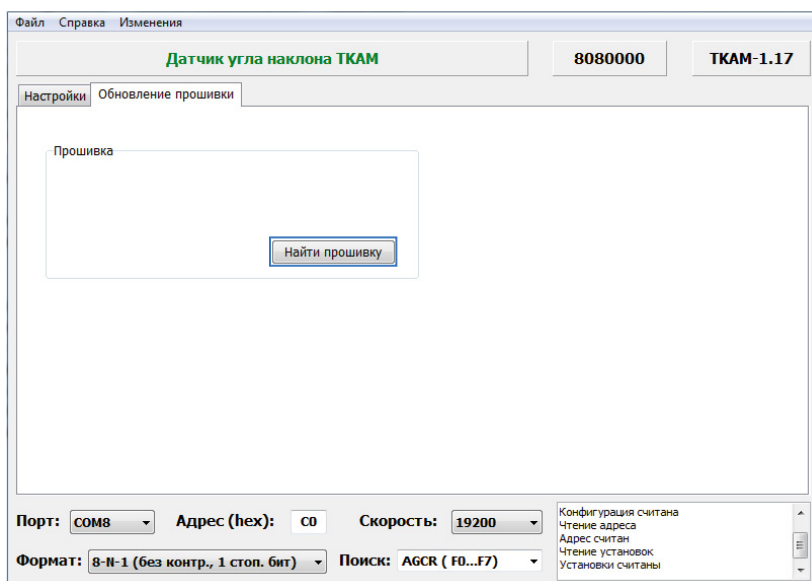 Файл Справка Изменения
Датчик угла наклона ТКАМ 8080000 TKAM-1.17
Настройки Обновление прошивки
Прошивка
Найти прошивку
Порт: COM8 Адрес (hex): C0 Скорость: 19200
Формат: 8-N-1 (без контр., 1 стоп. бит) Поиск: AGCR ( F0...F7)
Конфигурация считана
Чтение адреса
Адрес считан
Чтение установок
Установки считаны